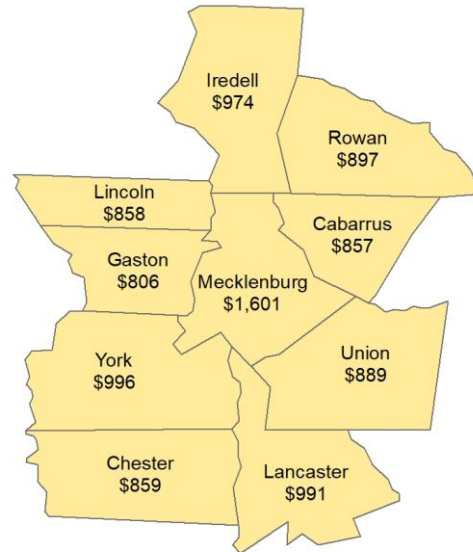 Iredell
$974
Rowan
$897
Lincoln
$858
Cabarrus
$857
Gaston
$806
Mecklenburg
$1,601
York
$996
Union
$889
Chester
$859
Lancaster
$991